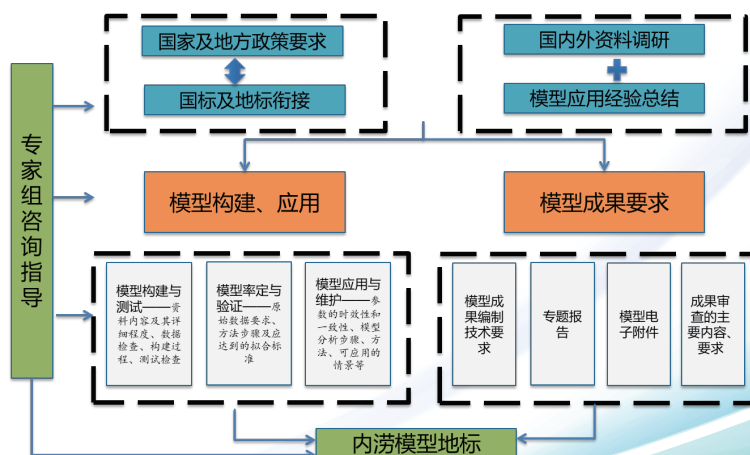 国家及地方政策要求
国标及地标衔接
国内外资料调研
模型应用经验总结
专家组咨询指导
模型构建、应用
模型成果要求
模型构建与
测试——资
料内容及其详
细程度、数据
检查、构建过
程、测试检查
模型率定与
验证——原
始数据要求、
方法步骤及应
达到的拟合标
准
模型应用与
维护——参
数的时效性和
一致性、模型
分析步骤、方
法、可应用的
情景等
模型成
果编制
技术要
求
专题报
告
模型电
子附件
成果审
查的主
要内容、
要求
内涝模型地标